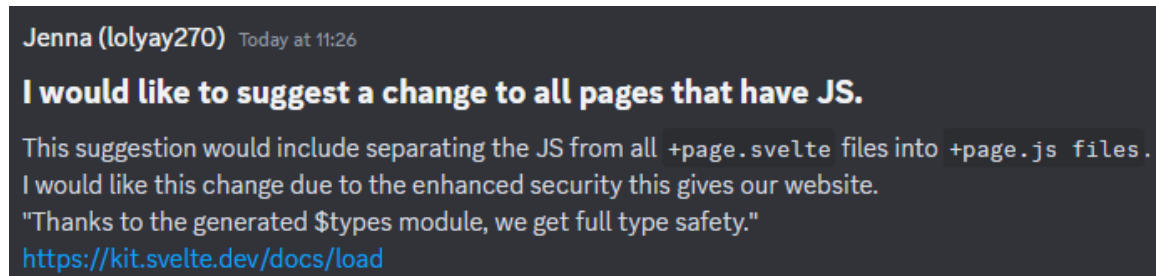 Jenna (lolyay270) Today at 11:26
I would like to suggest a change to all pages that have JS.
This suggestion would include separating the JS from all +page.svelte files into +page.js files.
I would like this change due to the enhanced security this gives our website.
"Thanks to the generated $types module, we get full type safety."
https://kit.svelte.dev/docs/load